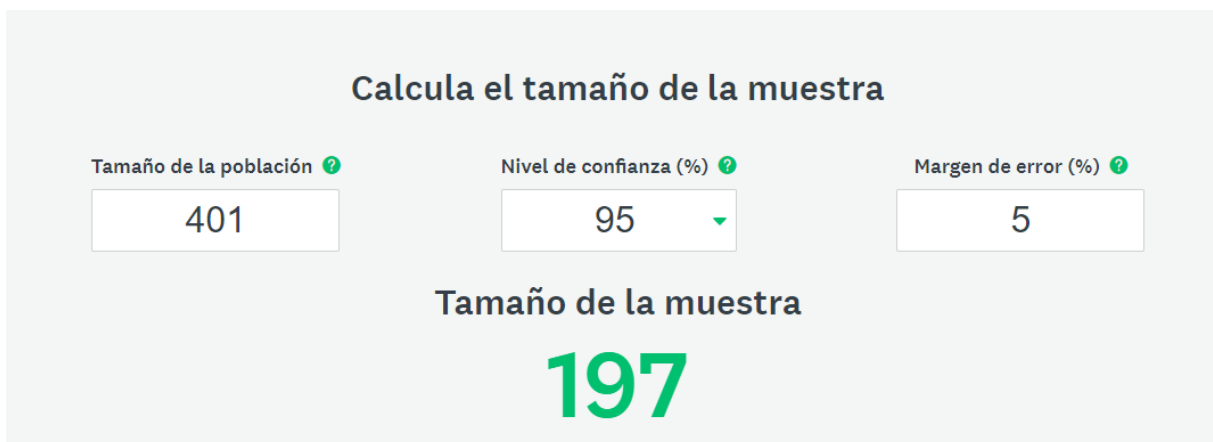 Calcula el tamaño de la muestra
Tamaño de la población ? Nivel de confianza (%) ? Margen de error (%) ?
401 95 5
Tamaño de la muestra
197